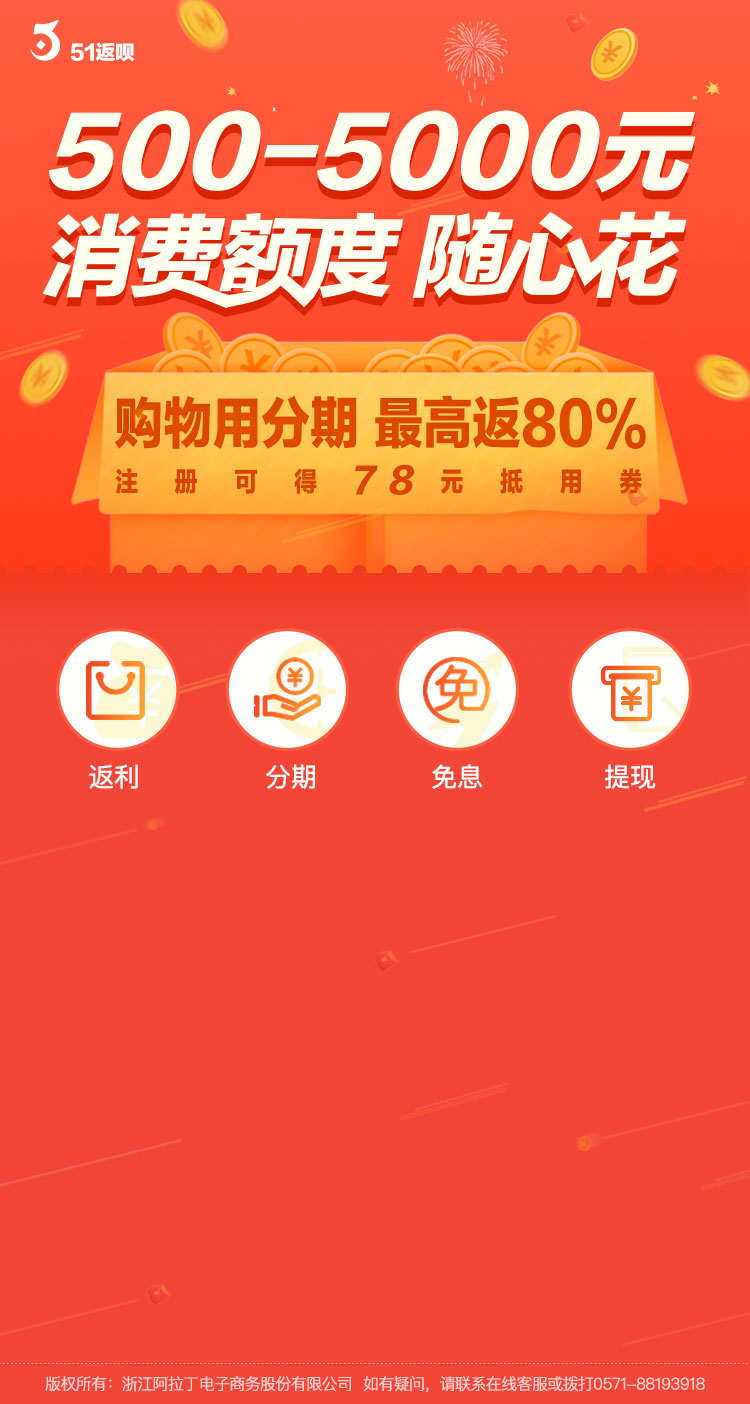 51返呗
500-5000元
消费额度 随心花
购物用分期 最高返80%
注册可得78元抵用券
返利 分期 免息 提现
版权所有：浙江阿拉丁电子商务股份有限公司 如有疑问，请联系在线客服或拨打0571-88193918